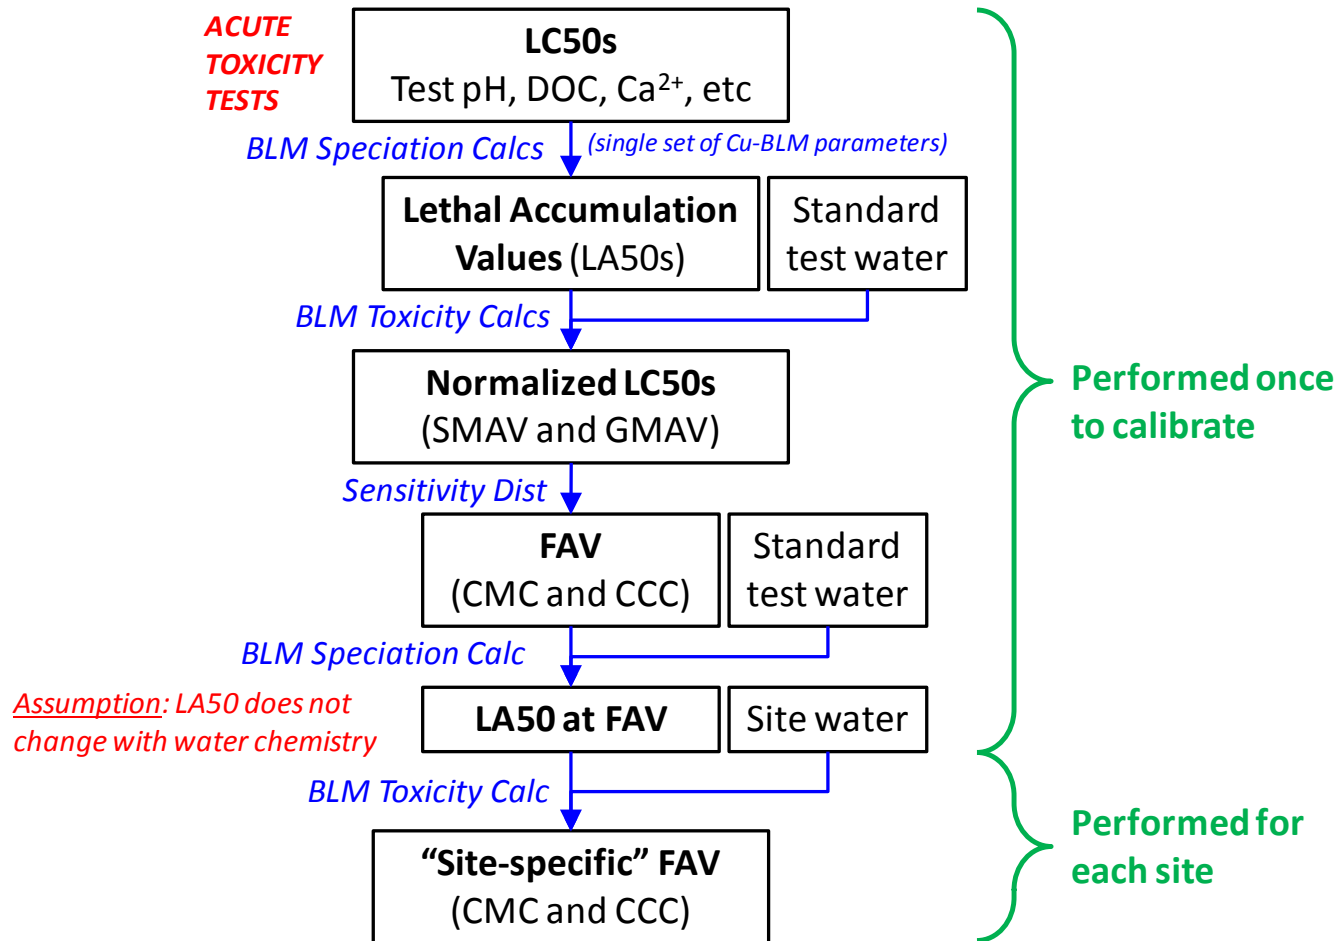 ACUTE
TOXICITY
TESTS
LC50s
Test pH, DOC, Ca²⁺, etc
BLM Speciation Calcs
(single set of Cu-BLM parameters)
Lethal Accumulation
Values (LA50s)
Standard
test water
BLM Toxicity Calcs
Normalized LC50s
(SMAV and GMAV)
Performed once
to calibrate
Sensitivity Dist
FAV
(CMC and CCC)
Standard
test water
BLM Speciation Calc
Assumption: LA50 does not
change with water chemistry
LA50 at FAV
Site water
BLM Toxicity Calc
Performed for
each site
“Site-specific” FAV
(CMC and CCC)